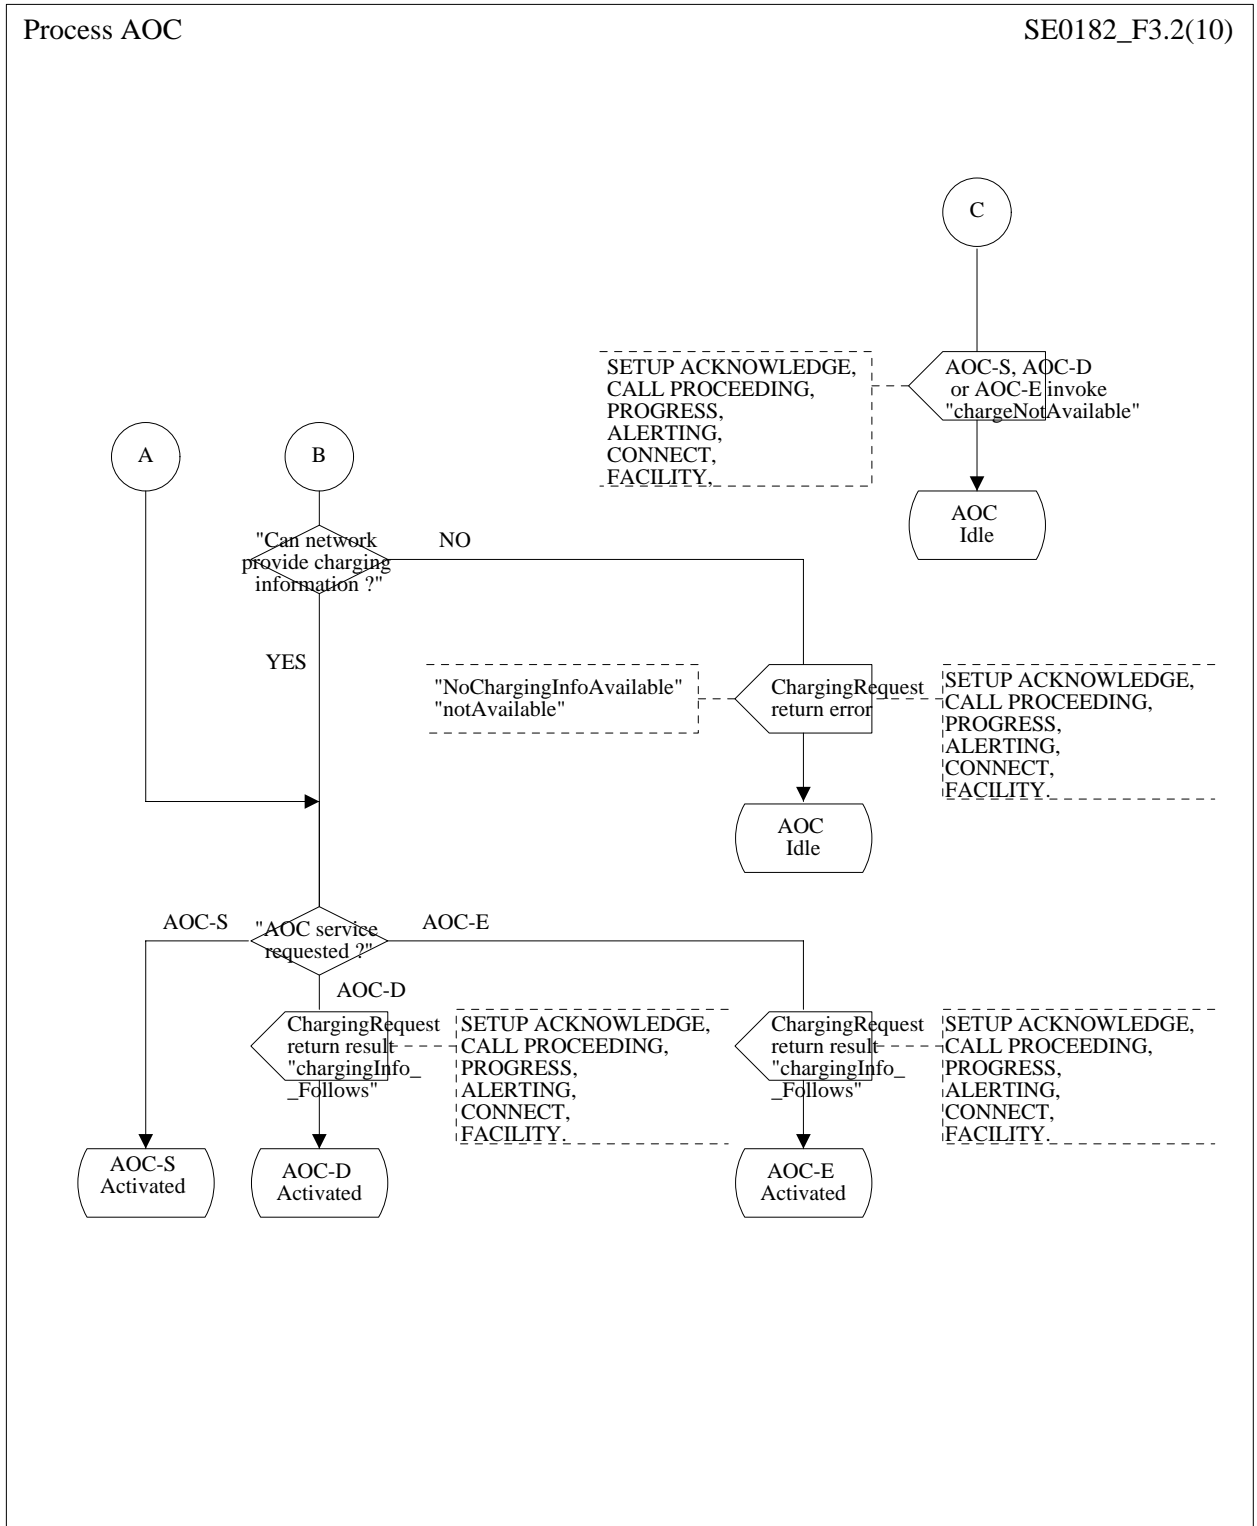 Process AOC
SE0182_F3.2(10)
C
SETUP ACKNOWLEDGE,
CALL PROCEEDING,
PROGRESS,
ALERTING,
CONNECT,
FACILITY,
AOC-S, AOC-D
or AOC-E invoke
"chargeNotAvailable"
AOC
Idle
A
B
"Can network
provide charging
information ?"
NO
YES
"NoChargingInfoAvailable"
"notAvailable"
ChargingRequest
return error
SETUP ACKNOWLEDGE,
CALL PROCEEDING,
PROGRESS,
ALERTING,
CONNECT,
FACILITY.
AOC
Idle
AOC-S
"AOC service
requested ?"
AOC-E
AOC-D
ChargingRequest
return result
"chargingInfo_
_Follows"
SETUP ACKNOWLEDGE,
CALL PROCEEDING,
PROGRESS,
ALERTING,
CONNECT,
FACILITY.
ChargingRequest
return result
"chargingInfo_
_Follows"
SETUP ACKNOWLEDGE,
CALL PROCEEDING,
PROGRESS,
ALERTING,
CONNECT,
FACILITY.
AOC-S
Activated
AOC-D
Activated
AOC-E
Activated